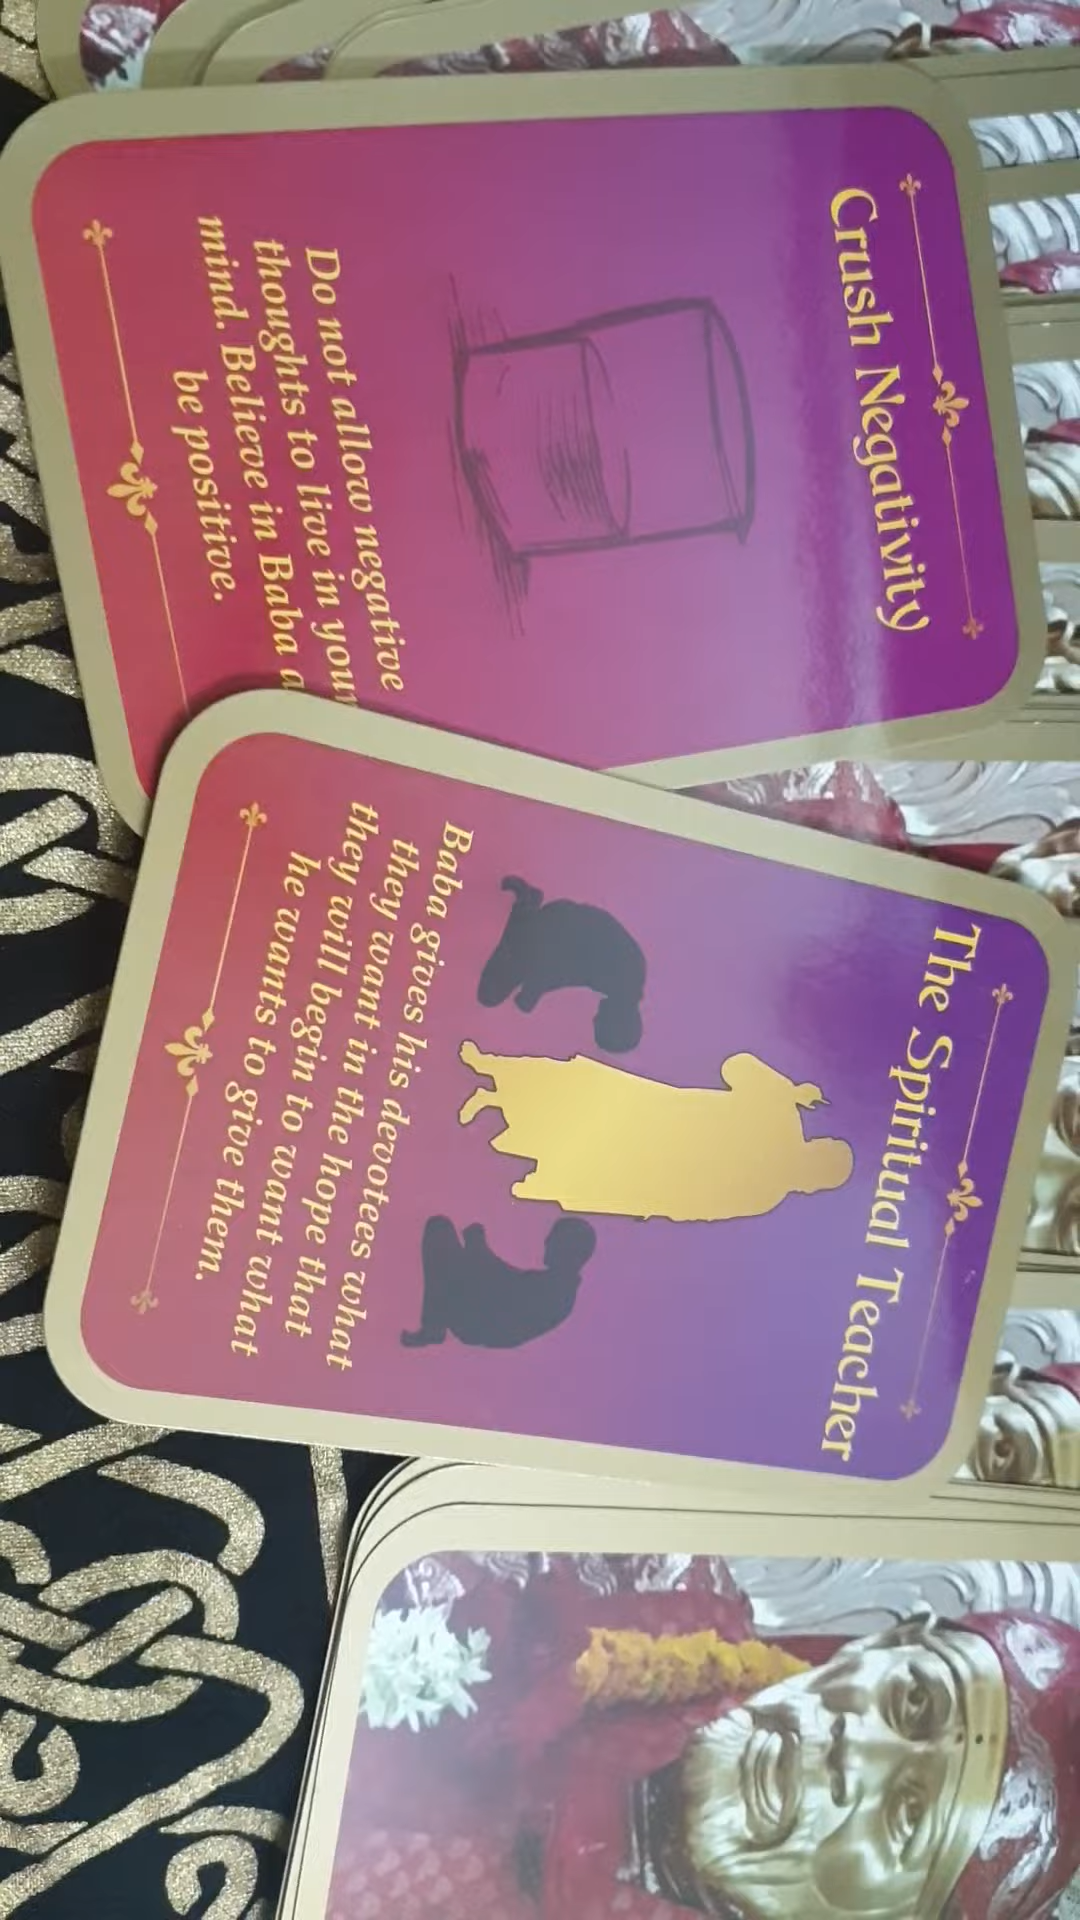 Crush Negativity
Do not allow negative
thoughts to live in your
mind. Believe in Baba
be positive.
The Spiritual Teacher
Baba gives his devotees what
they want in the hope that
they will begin to want what
he wants to give them.